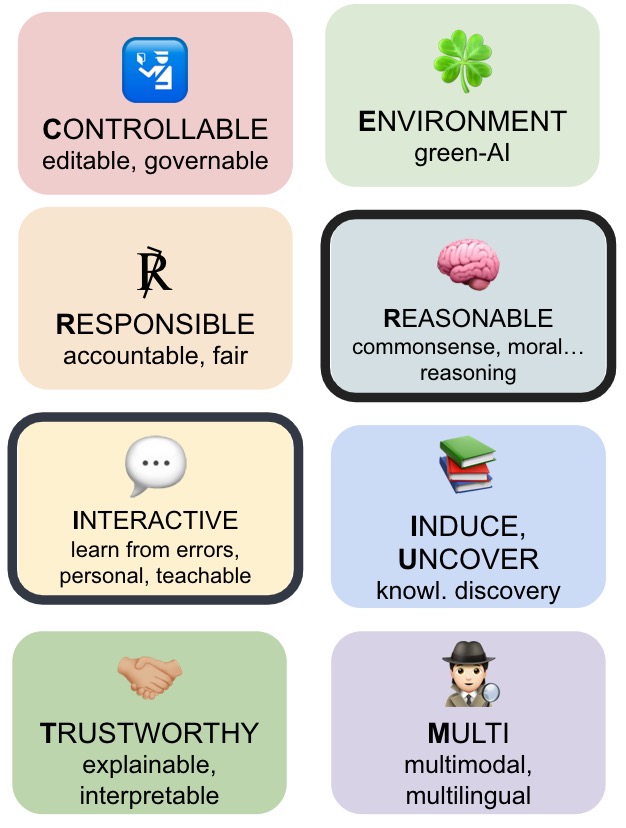 CONTROLLABLE
editable, governable
ENVIRONMENT
green-AI
R
RESPONSIBLE
accountable, fair
REASONABLE
commonsense, moral…
reasoning
INTERACTIVE
learn from errors,
personal, teachable
INDUCE,
UNCOVER
knowl. discovery
TRUSTWORTHY
explainable,
interpretable
MULTI
multimodal,
multilingual